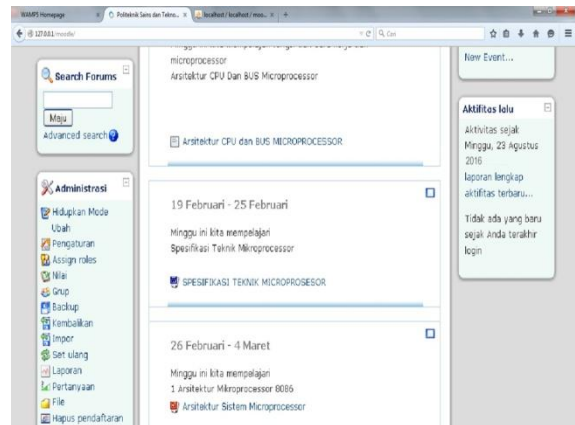 WAMP5 Homepage
Politeknik Sains dan Tekno...
localhost / localhost / moo...
127.0.0.1/moodle/
Cari
Search Forums
Maju
Advanced search
Administrasi
Hidupkan Mode
Ubah
Pengaturan
Assign roles
Nilai
Grup
Backup
Kembalikan
Impor
Set ulang
Laporan
Pertanyaan
File
Hapus pendaftaran
microprocessor
Arsitektur CPU Dan BUS Microprocessor
Arsitektur CPU dan BUS MICROPROCESSOR
19 Februari - 25 Februari
Minggu ini kita mempelajari
Spesifikasi Teknik Mikroprocessor
SPESIFIKASI TEKNIK MICROPROSESOR
26 Februari - 4 Maret
Minggu ini kita mempelajari
1 Arsitektur Mikroprocessor 8086
Arsitektur Sistem Microprocessor
New Event...
Aktifitas lalu
Aktivitas sejak
Minggu, 23 Agustus
2016
laporan lengkap
aktifitas terbaru...
Tidak ada yang baru
sejak Anda terakhir
login